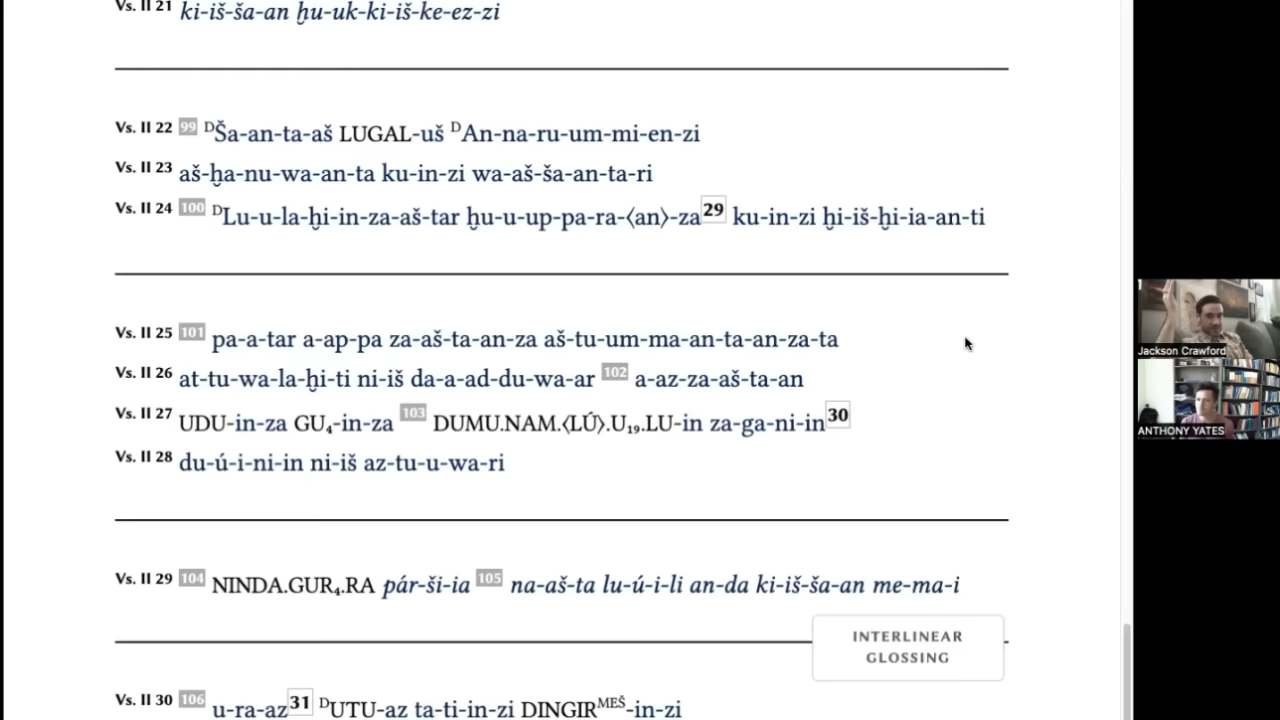 Vs. II 21 ki-iš-ša-an ḫu-uk-ki-iš-ke-ez-zi
Vs. II 22 99 ᴰŠa-an-ta-aš LUGAL-uš ᴰAn-na-ru-um-mi-en-zi
Vs. II 23 aš-ḫa-nu-wa-an-ta ku-in-zi wa-aš-ša-an-ta-ri
Vs. II 24 100 ᴰLu-u-la-ḫi-in-za-aš-tar ḫu-u-up-pa-ra-〈an〉-za29 ku-in-zi ḫi-iš-ḫi-ia-an-ti
Vs. II 25 101 pa-a-tar a-ap-pa za-aš-ta-an-za aš-tu-um-ma-an-ta-an-za-ta
Vs. II 26 at-tu-wa-la-ḫi-ti ni-iš da-a-ad-du-wa-ar 102 a-az-za-aš-ta-an
Vs. II 27 UDU-in-za GU₄-in-za 103 DUMU.NAM.〈LÚ〉.U₁₉.LU-in za-ga-ni-in30
Vs. II 28 du-ú-i-ni-in ni-iš az-tu-u-wa-ri
Vs. II 29 104 NINDA.GUR₄.RA pár-ši-ia 105 na-aš-ta lu-ú-i-li an-da ki-iš-ša-an me-ma-i
INTERLINEAR
GLOSSING
Vs. II 30 106 u-ra-az31 ᴰUTU-az ta-ti-in-zi DINGIRᴹᴱŠ-in-zi
Jackson Crawford
ANTHONY YATES